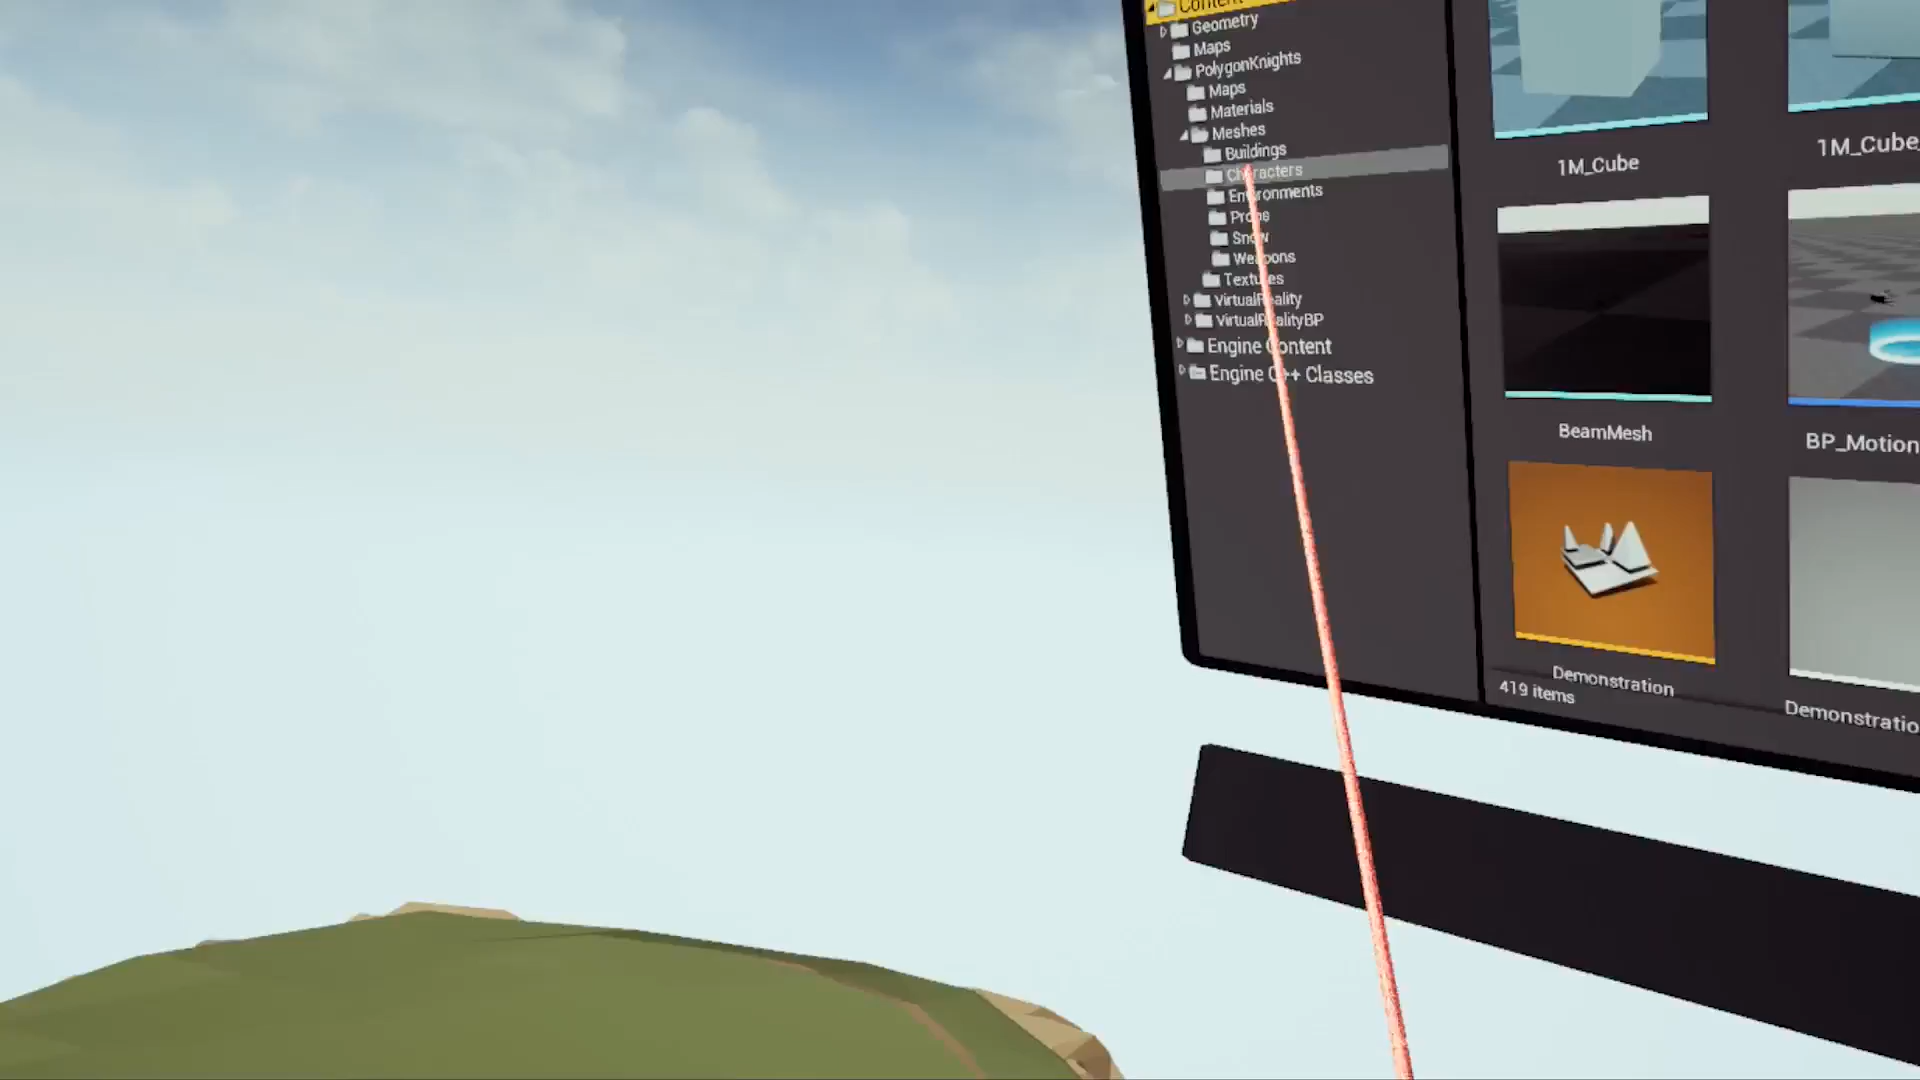 Content
Geometry
Maps
PolygonKnights
Maps
Materials
Meshes
Buildings
Characters
Environments
Props
Snow
Weapons
Textures
VirtualReality
VirtualRealityBP
Engine Content
Engine C++ Classes
1M_Cube
1M_Cube_
BeamMesh
BP_Motion
Demonstration
Demonstratio
419 items